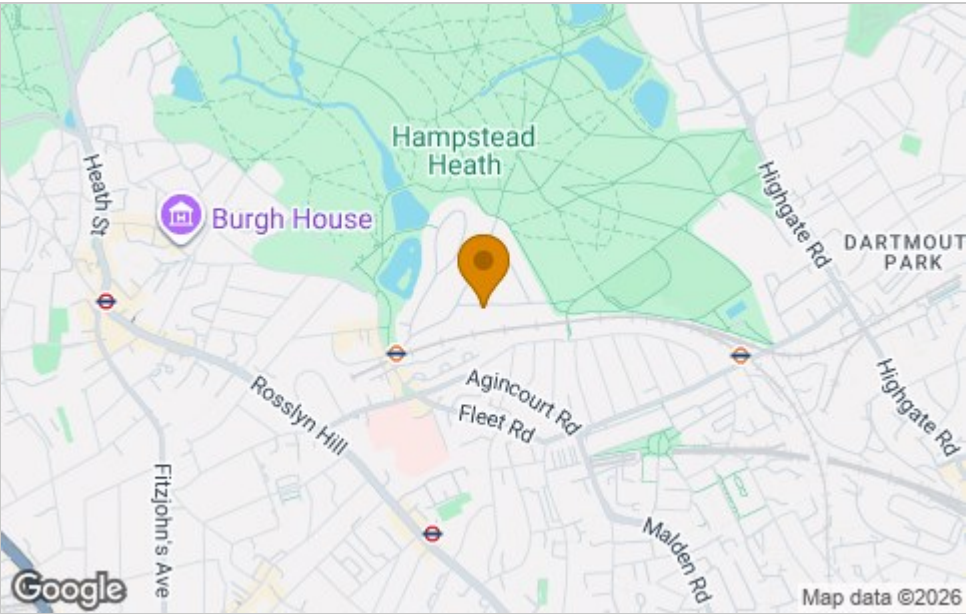 Hampstead
Heath
Heath St
Burgh House
Highgate Rd
DARTMOUT
PARK
Agincourt Rd
Fleet Rd
Rosslyn Hill
Highgate Rd
Fitzjohn's Ave
Malden Rd
Google
Map data ©2026